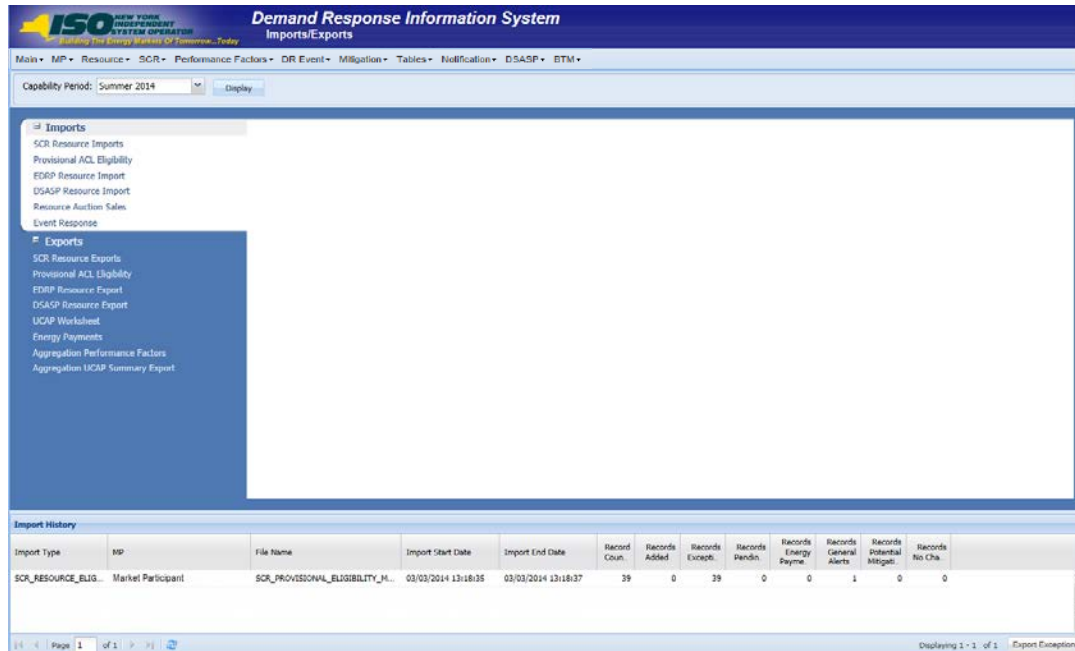 NEW YORK
ISO INDEPENDENT
SYSTEM OPERATOR
Building The Energy Markets Of Tomorrow...Today
Demand Response Information System
Imports/Exports
Main MP Resource SCR Performance Factors DR Event Mitigation Tables Notification DSASP BTM
Capability Period: Summer 2014 Display
Imports
SCR Resource Imports
Provisional ACL Eligibility
EDRP Resource Import
DSASP Resource Import
Resource Auction Sales
Event Response
Exports
SCR Resource Exports
Provisional ACL Eligibility
EDRP Resource Export
DSASP Resource Export
UCAP Worksheet
Energy Payments
Aggregation Performance Factors
Aggregation UCAP Summary Export
Import History
Import Type MP File Name Import Start Date Import End Date Record Coun.. Records Added Records Excepti.. Records Pendin.. Records Energy Payme.. Records General Alerts Records Potential Mitigati.. Records No Cha..
SCR_RESOURCE_ELIG... Market Participant SCR_PROVISIONAL_ELIGIBILITY_M... 03/03/2014 13:18:35 03/03/2014 13:18:37 39 0 39 0 0 1 0 0
Page 1 of 1 Displaying 1 - 1 of 1 Export Exception